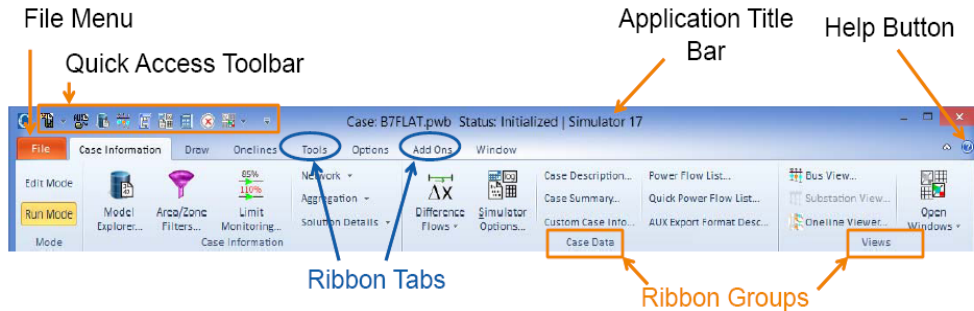 File Menu
Application Title
Bar
Help Button
Quick Access Toolbar
Case: B7FLAT.pwb Status: Initialized | Simulator 17
File Case Information Draw Onelines Tools Options Add Ons Window
Edit Mode
Run Mode
Mode
Model
Explorer...
Area/Zone
Filters...
85%
110%
Limit
Monitoring...
Network
Aggregation
Solution Details
Case Information
ΔX
Difference
Flows
Simulator
Options...
Case Description...
Case Summary...
Custom Case Info...
Power Flow List...
Quick Power Flow List...
AUX Export Format Desc...
Case Data
Bus View...
Substation View...
Oneline Viewer...
Open
Windows
Views
Ribbon Tabs
Ribbon Groups